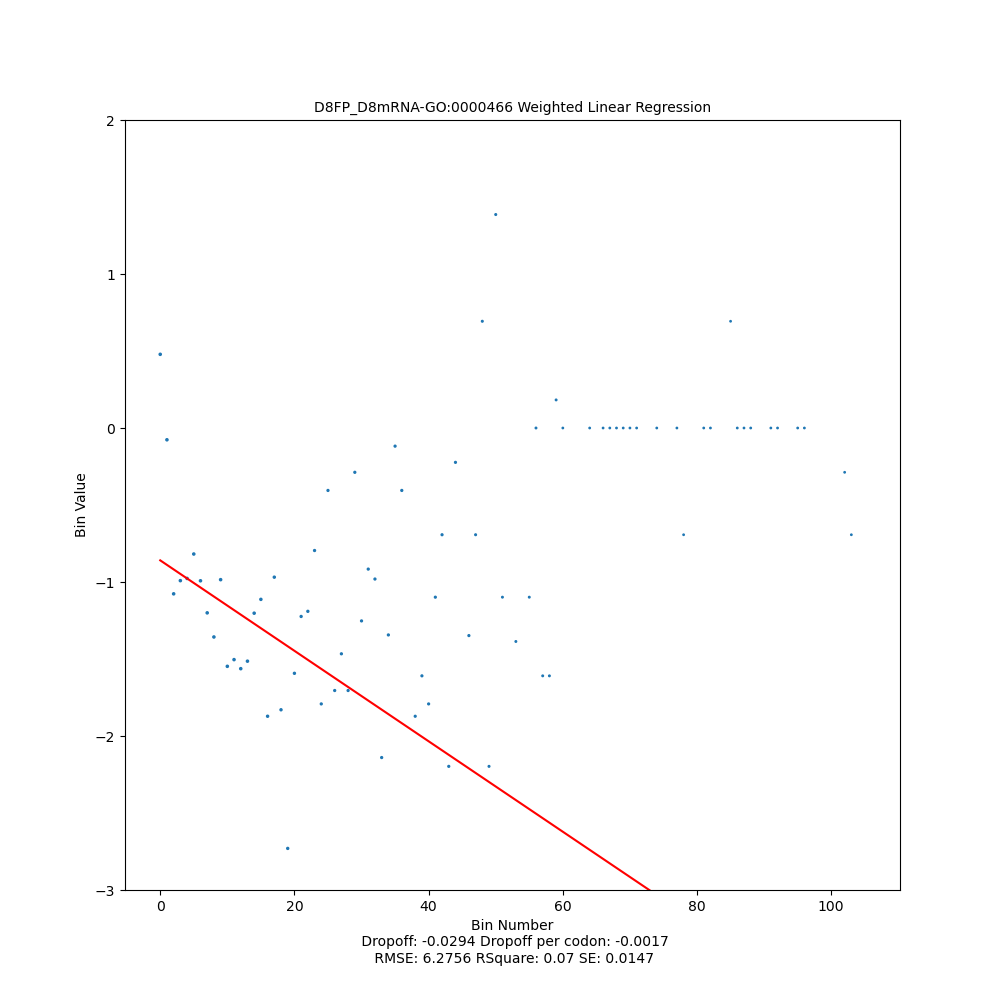 D8FP_D8mRNA-GO:0000466 Weighted Linear Regression
2
1
0
−1
−2
−3
Bin Value
0 20 40 60 80 100
Bin Number
Dropoff: -0.0294 Dropoff per codon: -0.0017
RMSE: 6.2756 RSquare: 0.07 SE: 0.0147